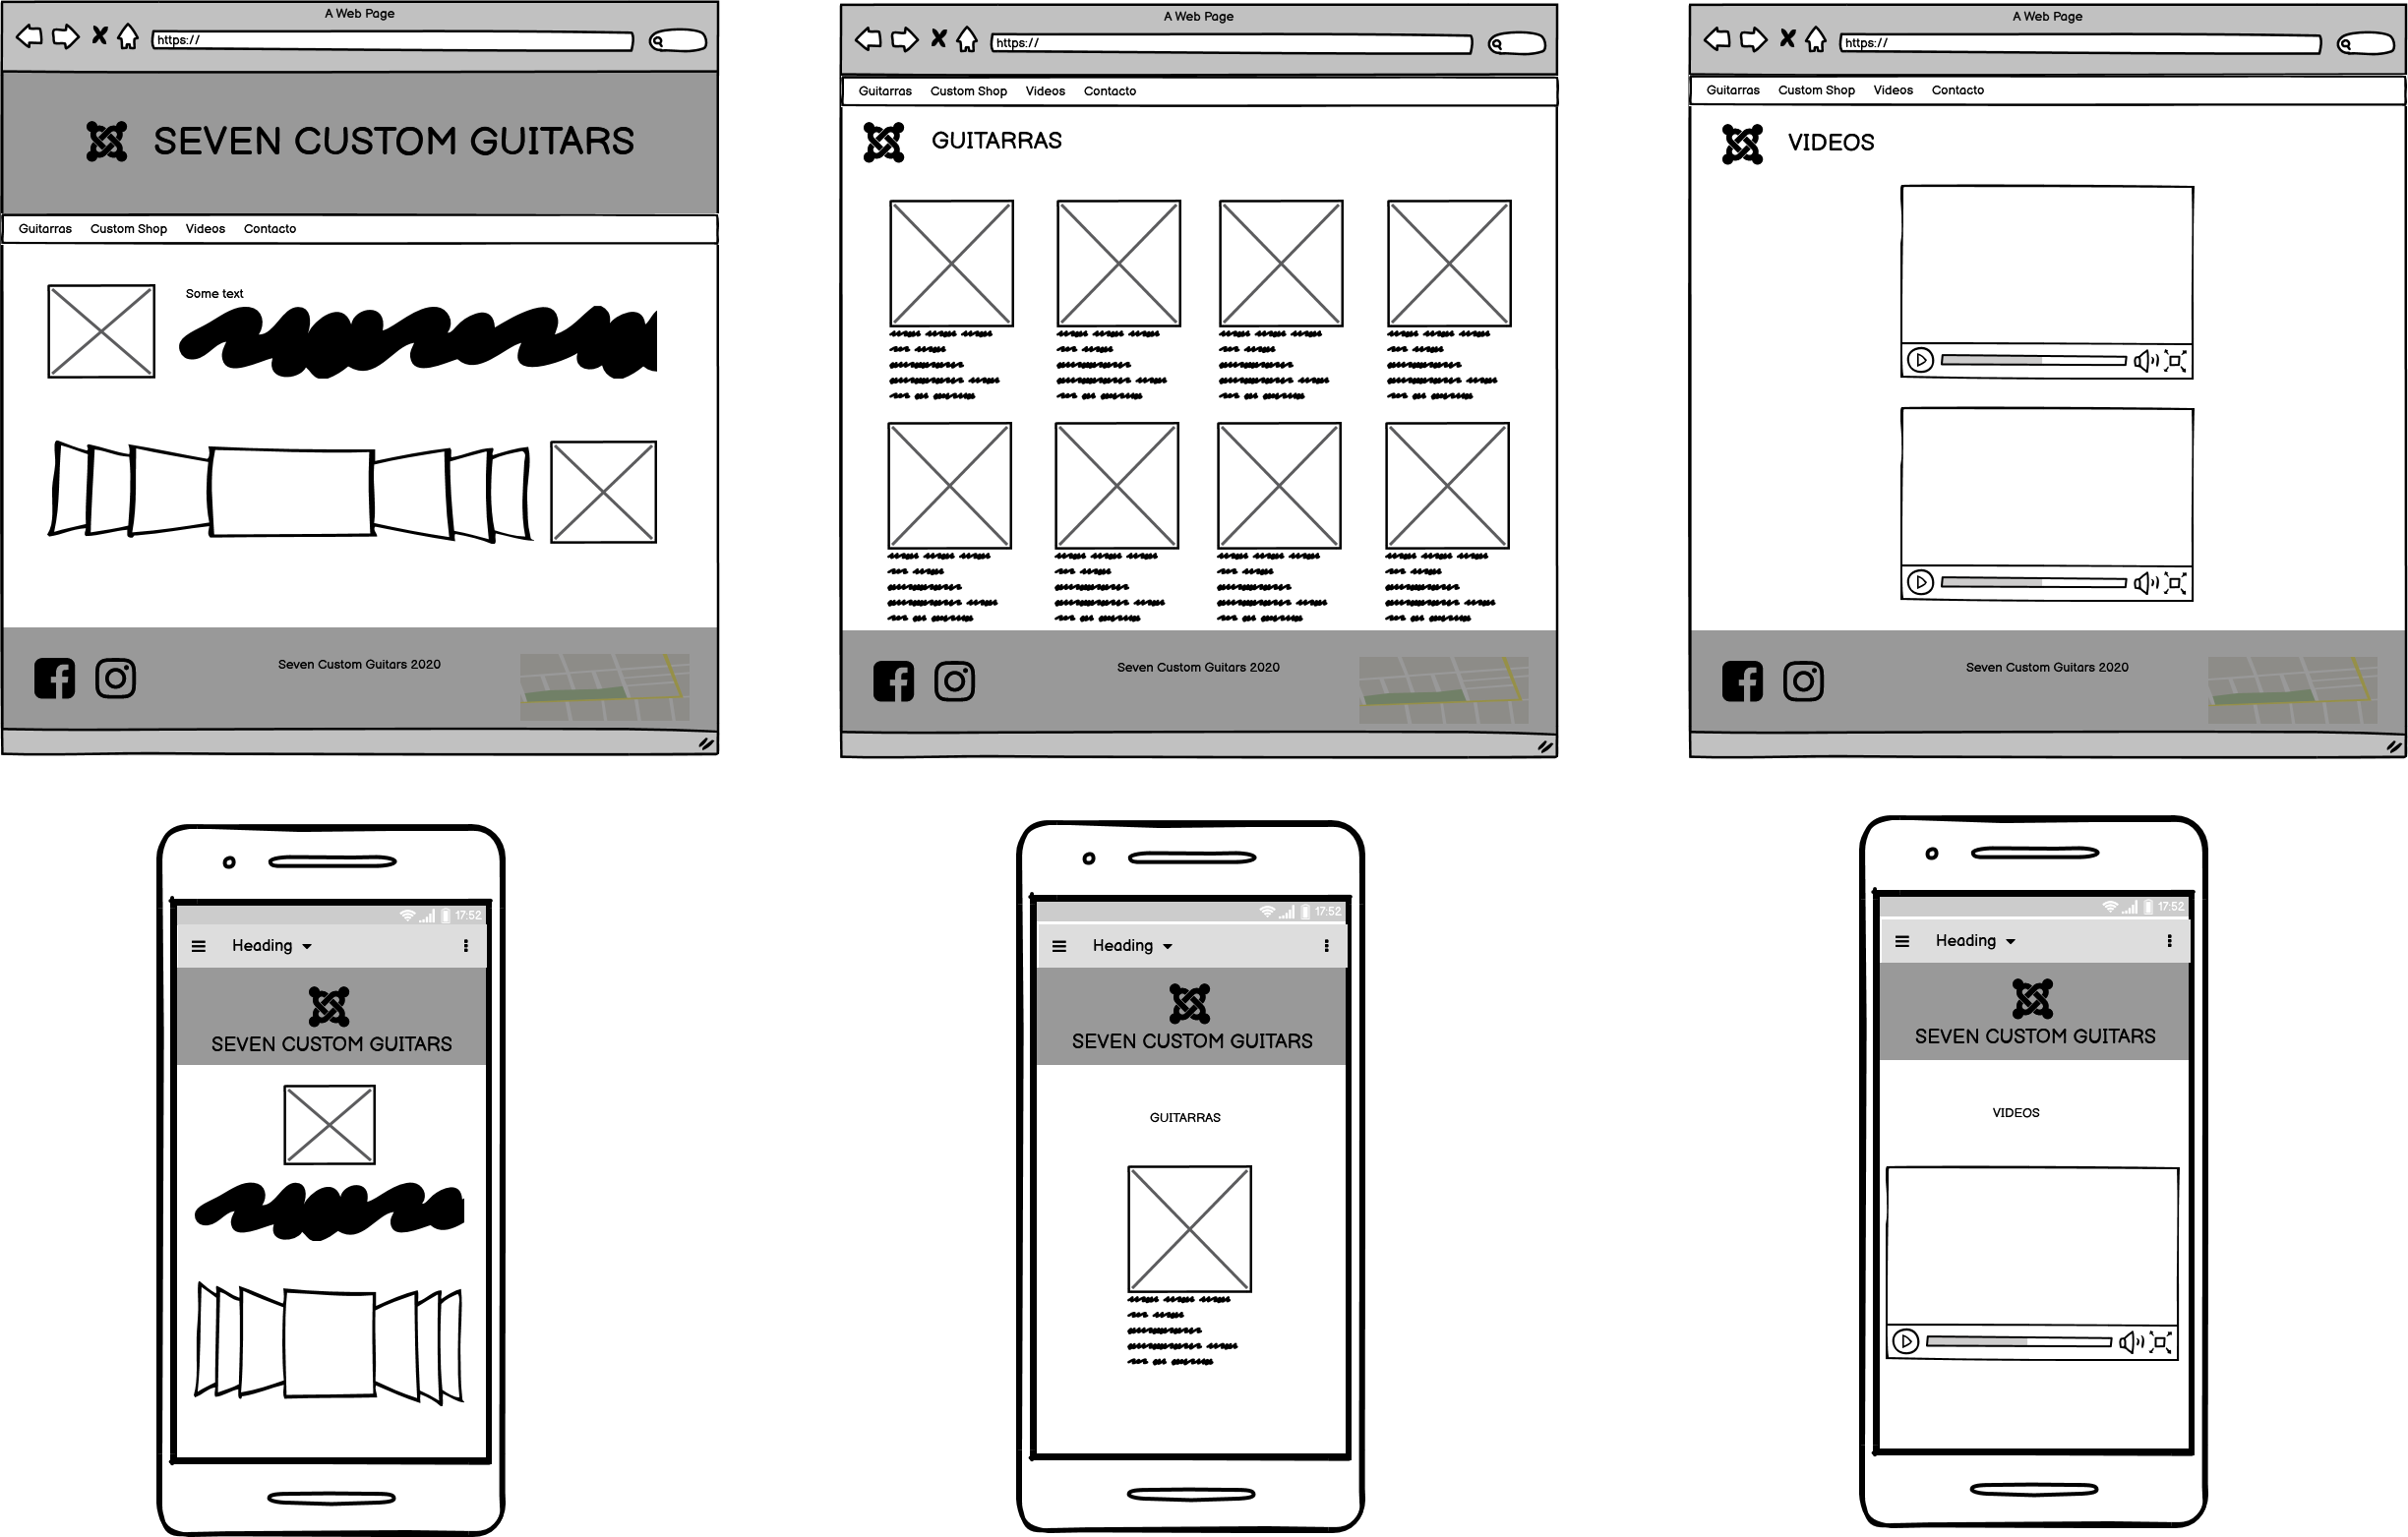 A Web Page
https://
SEVEN CUSTOM GUITARS
Guitarras Custom Shop Videos Contacto
Some text
Seven Custom Guitars 2020
A Web Page
https://
Guitarras Custom Shop Videos Contacto
GUITARRAS
Seven Custom Guitars 2020
A Web Page
https://
Guitarras Custom Shop Videos Contacto
VIDEOS
Seven Custom Guitars 2020
17:52
Heading
SEVEN CUSTOM GUITARS
17:52
Heading
SEVEN CUSTOM GUITARS
GUITARRAS
17:52
Heading
SEVEN CUSTOM GUITARS
VIDEOS